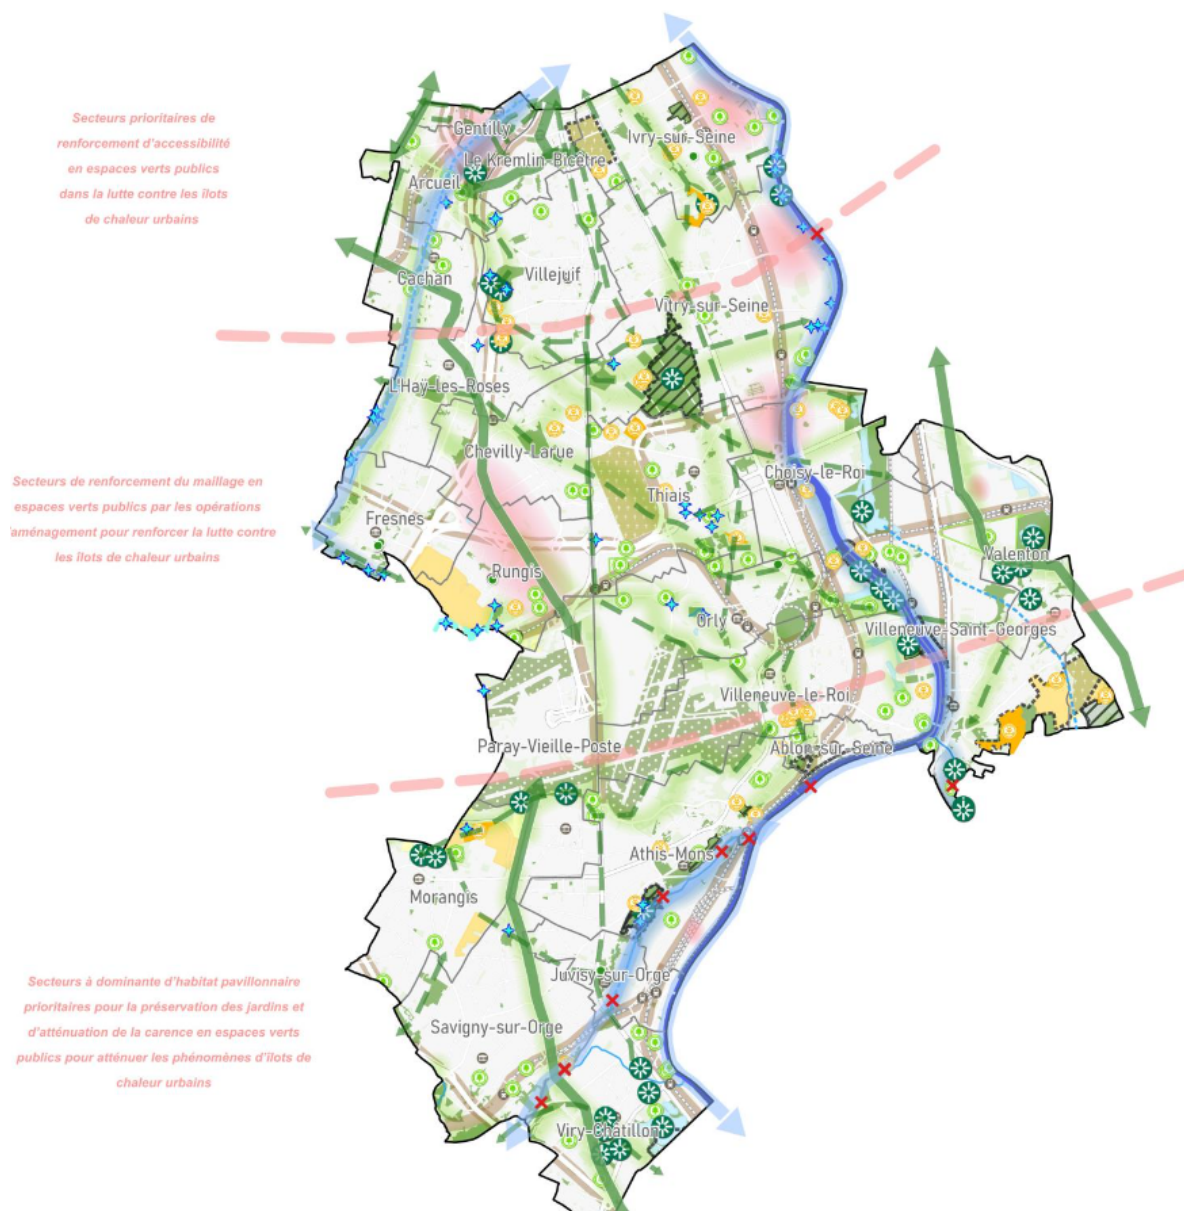 Secteurs prioritaires de
renforcement d'accessibilité
en espaces verts publics
dans la lutte contre les îlots
de chaleur urbains
Gentilly
Le Kremlin-Bicêtre
Ivry-sur-Seine
Arcueil
Cachan
Villejuif
Vitry-sur-Seine
L'Haÿ-les-Roses
Chevilly-Larue
Choisy-le-Roi
Secteurs de renforcement du maillage en
espaces verts publics par les opérations
'aménagement pour renforcer la lutte contre
les îlots de chaleur urbains
Thiais
Fresnes
Valenton
Rungis
Orly
Villeneuve-Saint-Georges
Villeneuve-le-Roi
Paray-Vieille-Poste
Ablon-sur-Seine
Athis-Mons
Morangis
Juvisy-sur-Orge
Secteurs à dominante d'habitat pavillonnaire
prioritaires pour la préservation des jardins et
d'atténuation de la carence en espaces verts
publics pour atténuer les phénomènes d'îlots de
chaleur urbains
Savigny-sur-Orge
Viry-Châtillon